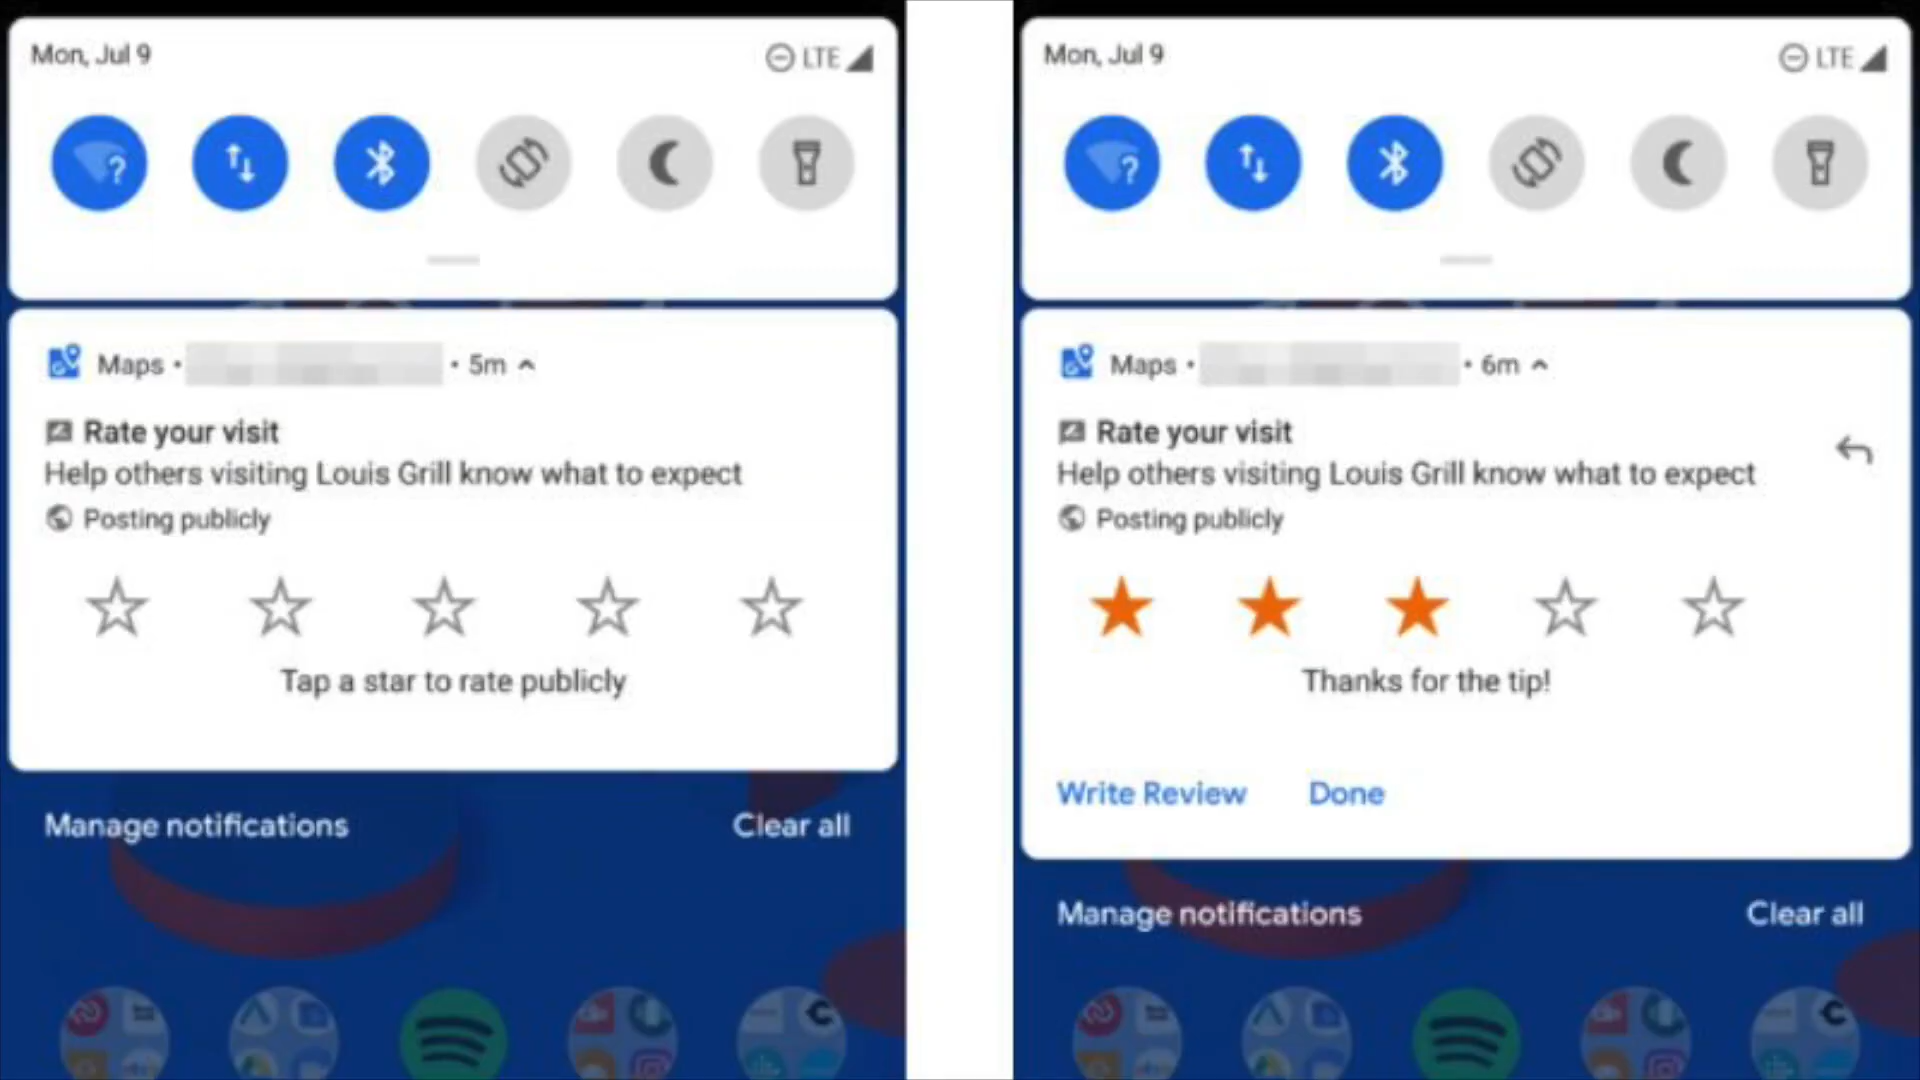 Mon, Jul 9
LTE
Maps • • 5m
Rate your visit
Help others visiting Louis Grill know what to expect
Posting publicly
Tap a star to rate publicly
Manage notifications
Clear all
Mon, Jul 9
LTE
Maps • • 6m
Rate your visit
Help others visiting Louis Grill know what to expect
Posting publicly
Thanks for the tip!
Write Review
Done
Manage notifications
Clear all